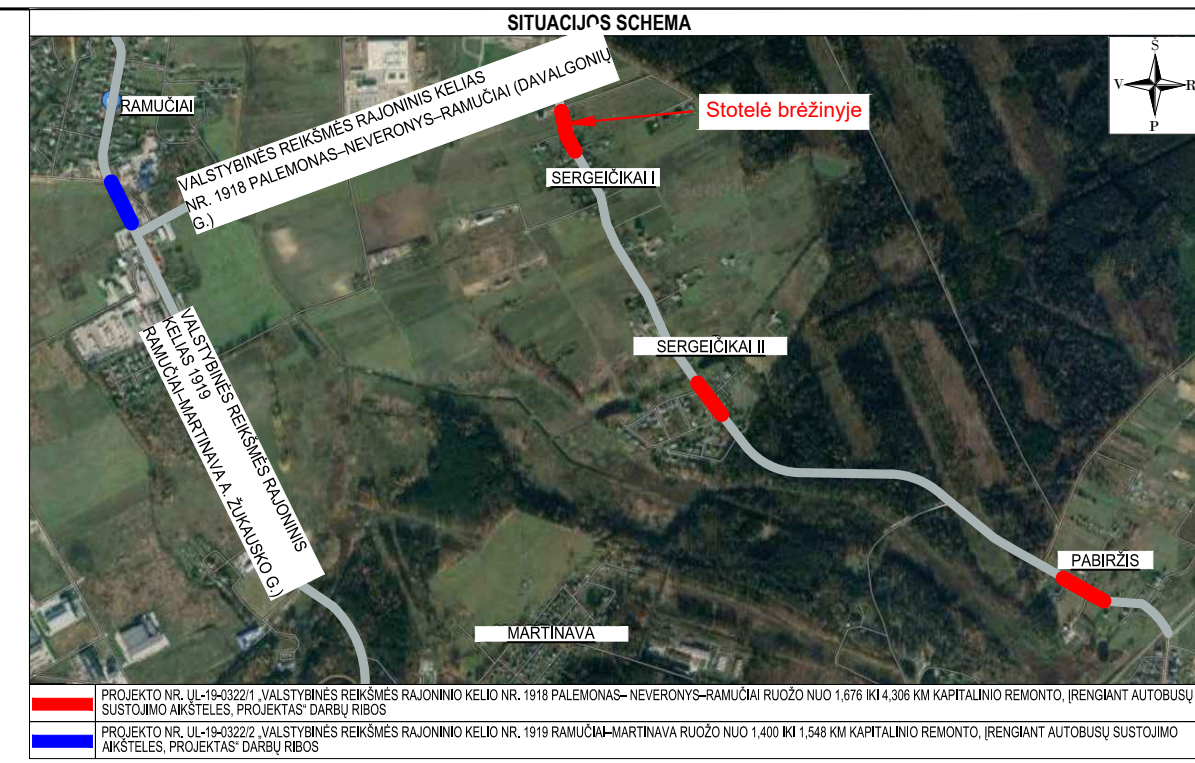 SITUACIJOS SCHEMA
Š
V
R
P
RAMUČIAI
VALSTYBINĖS REIKŠMĖS RAJONINIS KELIAS
NR. 1918 PALEMONAS–NEVERONYS–RAMUČIAI (DAVALGONIŲ
G.)
Stotelė brėžinyje
SERGEIČIKAI I
VALSTYBINĖS REIKŠMĖS RAJONINIS
KELIAS 1919
RAMUČIAI–MARTINAVA A. ŽUKAUSKO G.)
SERGEIČIKAI II
PABIRŽIS
MARTINAVA
PROJEKTO NR. UL-19-0322/1 „VALSTYBINĖS REIKŠMĖS RAJONINIO KELIO NR. 1918 PALEMONAS– NEVERONYS–RAMUČIAI RUOŽO NUO 1,676 IKI 4,306 KM KAPITALINIO REMONTO, ĮRENGIANT AUTOBUSŲ
SUSTOJIMO AIKŠTELES, PROJEKTAS“ DARBŲ RIBOS
PROJEKTO NR. UL-19-0322/2 „VALSTYBINĖS REIKŠMĖS RAJONINIO KELIO NR. 1919 RAMUČIAI–MARTINAVA RUOŽO NUO 1,400 IKI 1,548 KM KAPITALINIO REMONTO, ĮRENGIANT AUTOBUSŲ SUSTOJIMO
AIKŠTELES, PROJEKTAS“ DARBŲ RIBOS